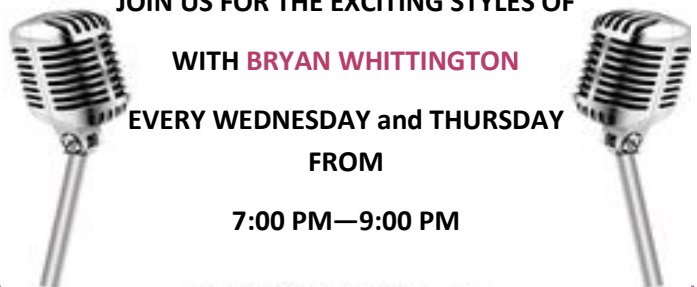 JOIN US FOR THE EXCITING STYLES OF
WITH BRYAN WHITTINGTON
EVERY WEDNESDAY and THURSDAY
FROM
7:00 PM—9:00 PM